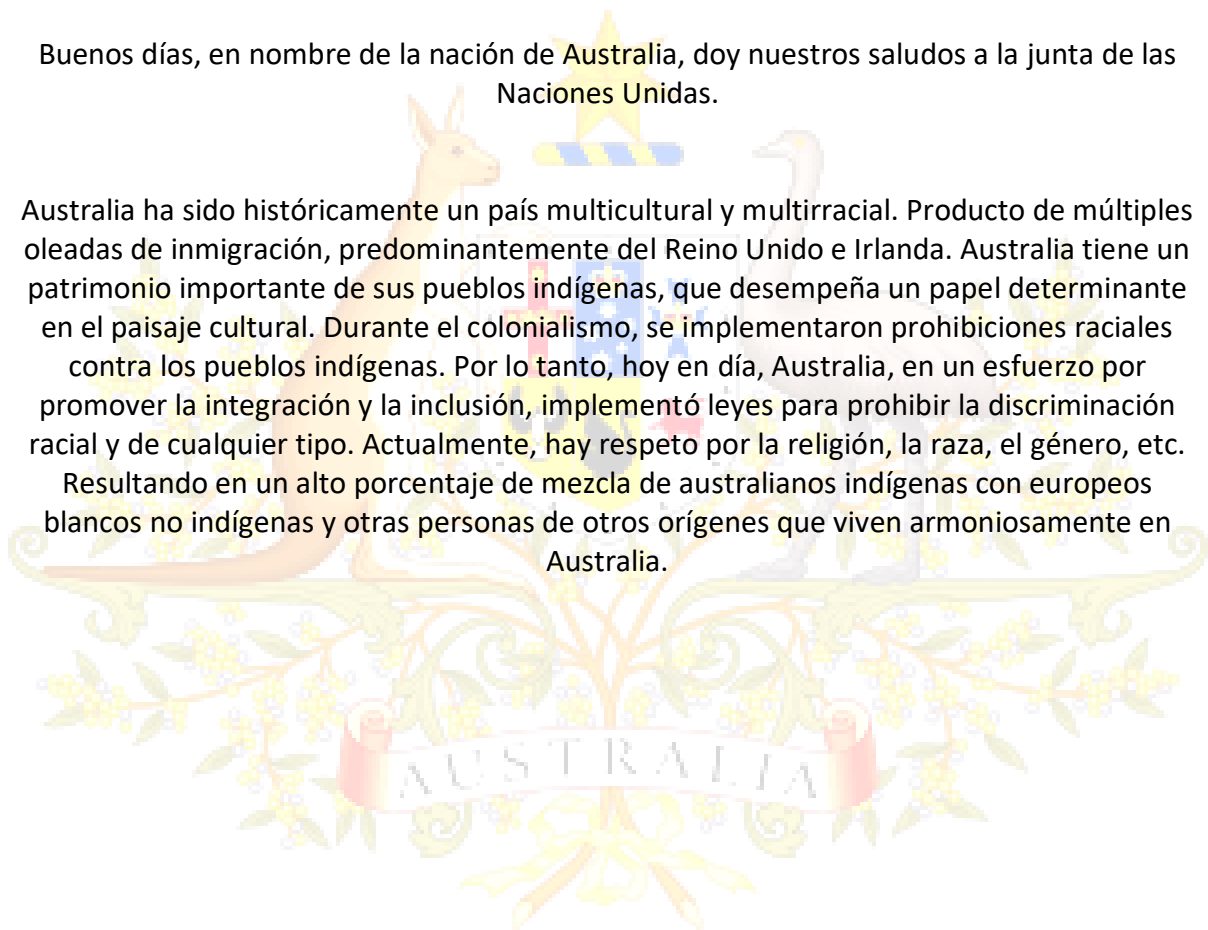 Buenos días, en nombre de la nación de Australia, doy nuestros saludos a la junta de las
Naciones Unidas.
Australia ha sido históricamente un país multicultural y multirracial. Producto de múltiples
oleadas de inmigración, predominantemente del Reino Unido e Irlanda. Australia tiene un
patrimonio importante de sus pueblos indígenas, que desempeña un papel determinante
en el paisaje cultural. Durante el colonialismo, se implementaron prohibiciones raciales
contra los pueblos indígenas. Por lo tanto, hoy en día, Australia, en un esfuerzo por
promover la integración y la inclusión, implementó leyes para prohibir la discriminación
racial y de cualquier tipo. Actualmente, hay respeto por la religión, la raza, el género, etc.
Resultando en un alto porcentaje de mezcla de australianos indígenas con europeos
blancos no indígenas y otras personas de otros orígenes que viven armoniosamente en
Australia.
AUSTRALIA